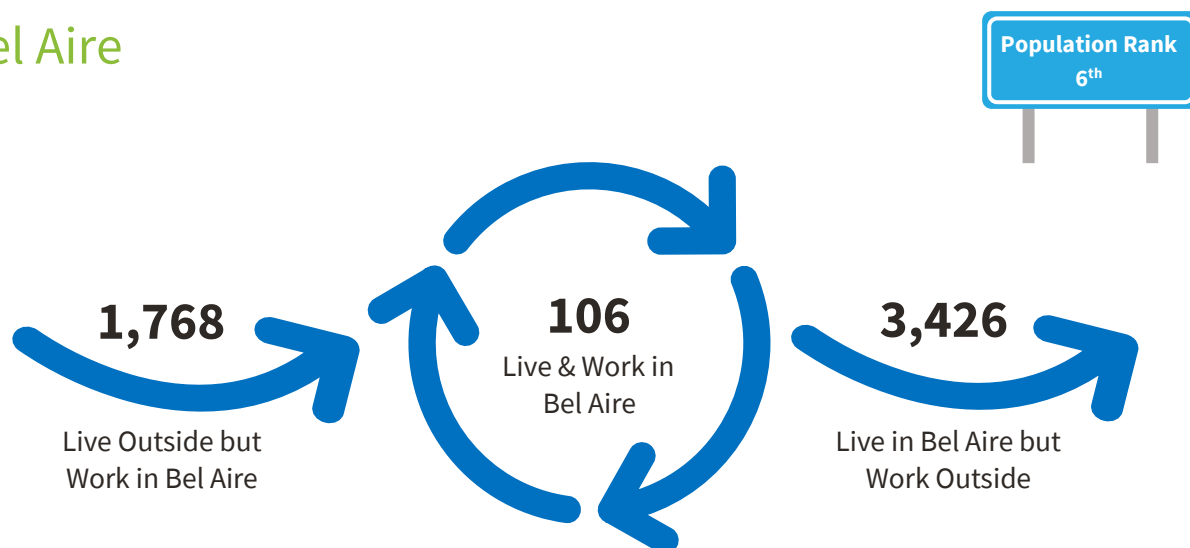 el Aire
Population Rank
6th
1,768
Live Outside but
Work in Bel Aire
106
Live & Work in
Bel Aire
3,426
Live in Bel Aire but
Work Outside